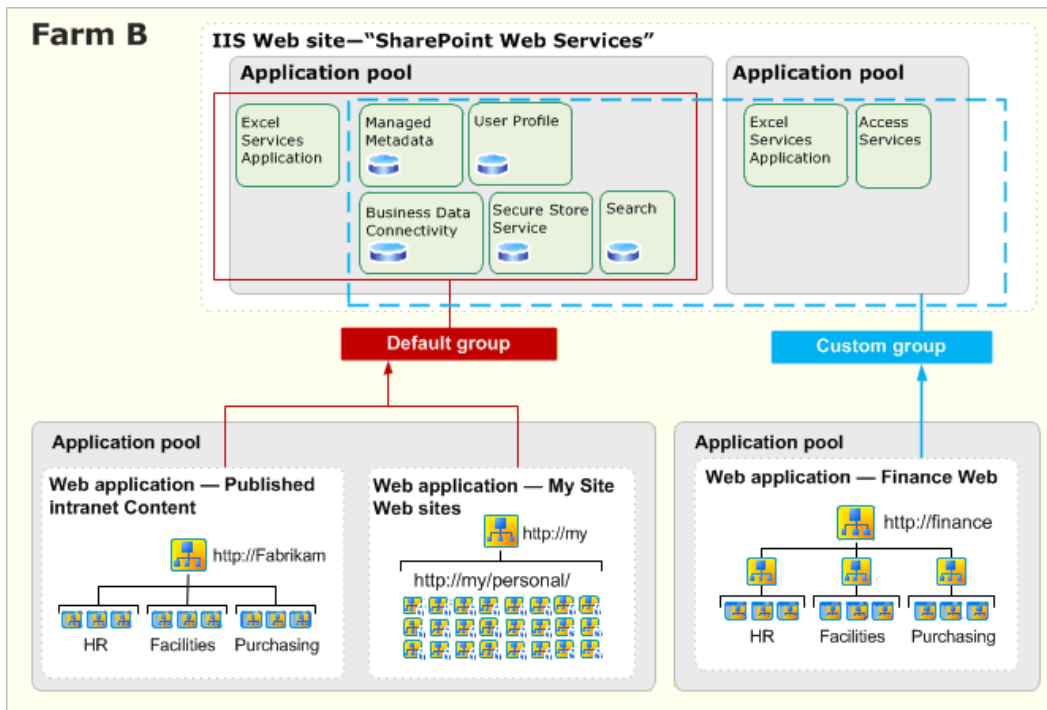 Farm B
IIS Web site—“SharePoint Web Services”
Application pool
Excel
Services
Application
Managed
Metadata
User Profile
Business Data
Connectivity
Secure Store
Service
Search
Application pool
Excel
Services
Application
Access
Services
Default group
Custom group
Application pool
Web application — Published
intranet Content
http://Fabrikam
HR
Facilities
Purchasing
Web application — My Site
Web sites
http://my
http://my/personal/
Application pool
Web application — Finance Web
http://finance
HR
Facilities
Purchasing